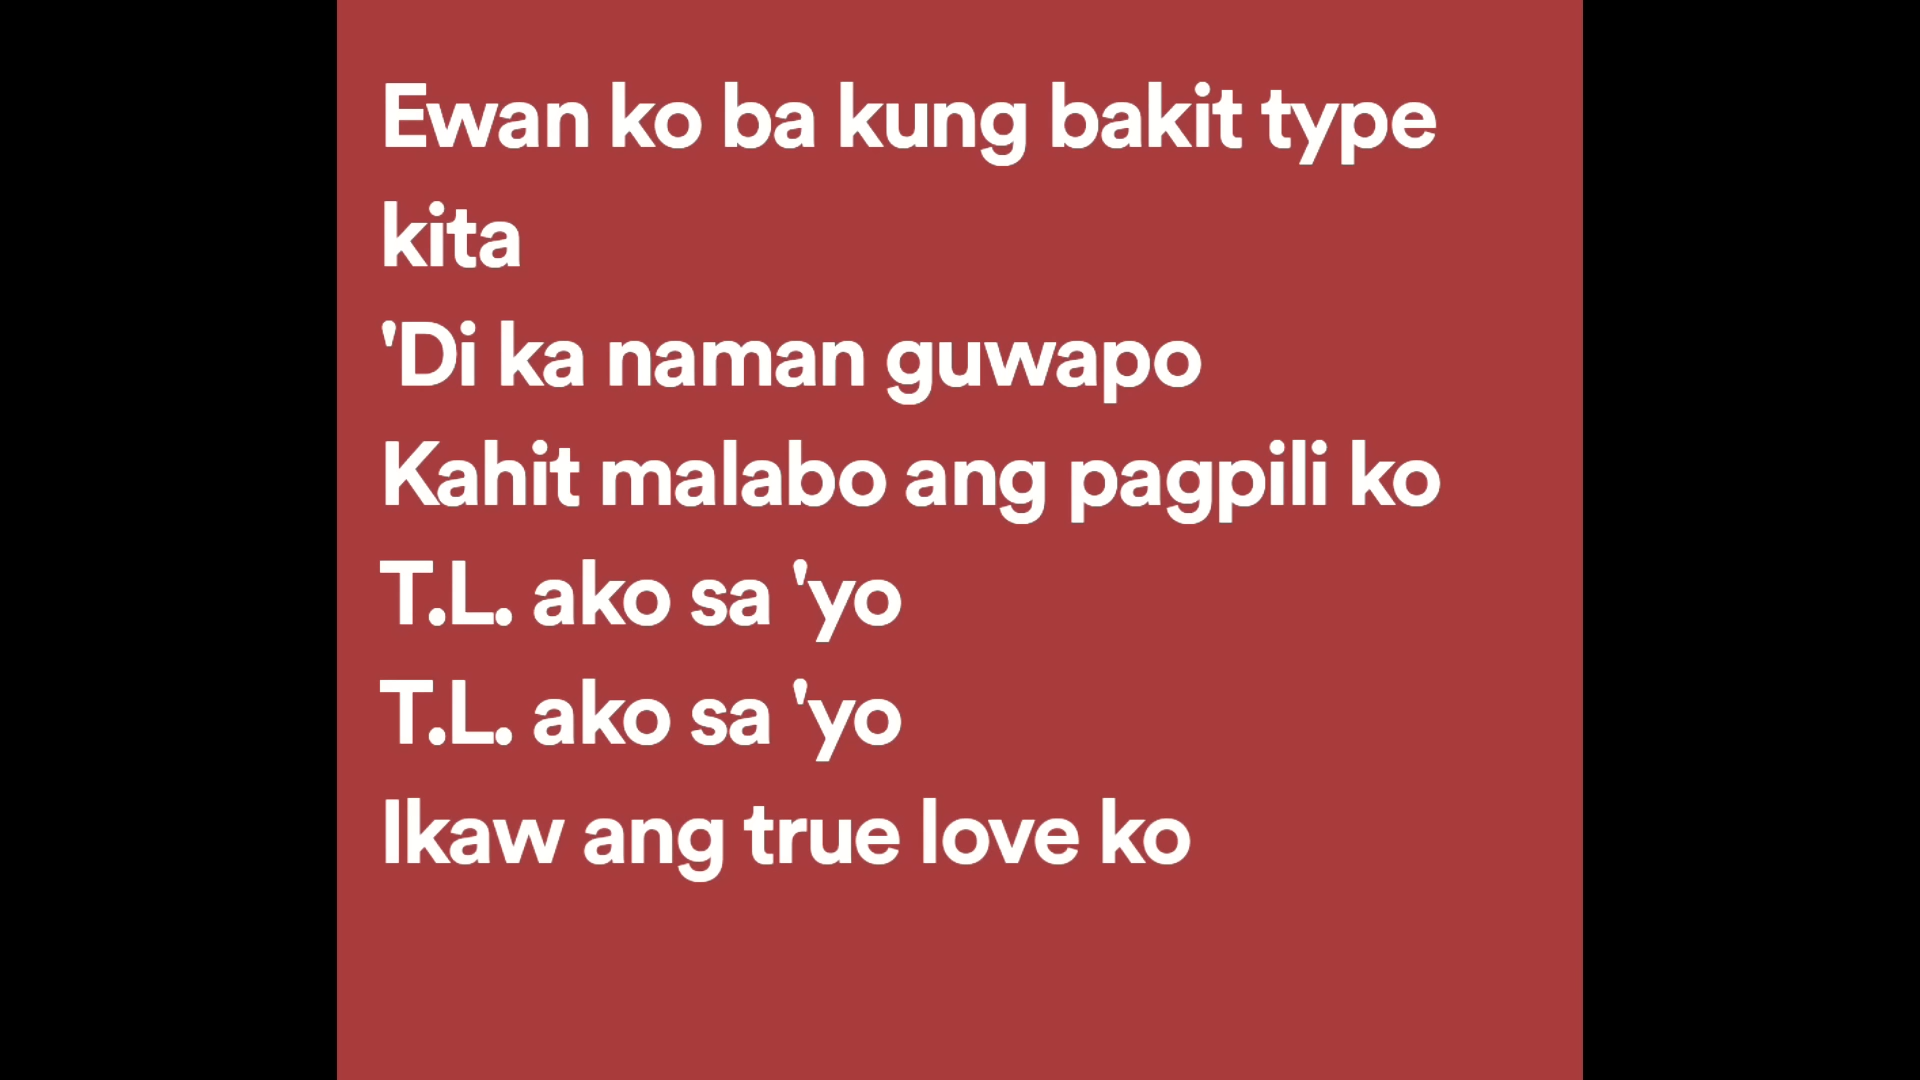 Ewan ko ba kung bakit type
kita
'Di ka naman guwapo
Kahit malabo ang pagpili ko
T.L. ako sa 'yo
T.L. ako sa 'yo
Ikaw ang true love ko